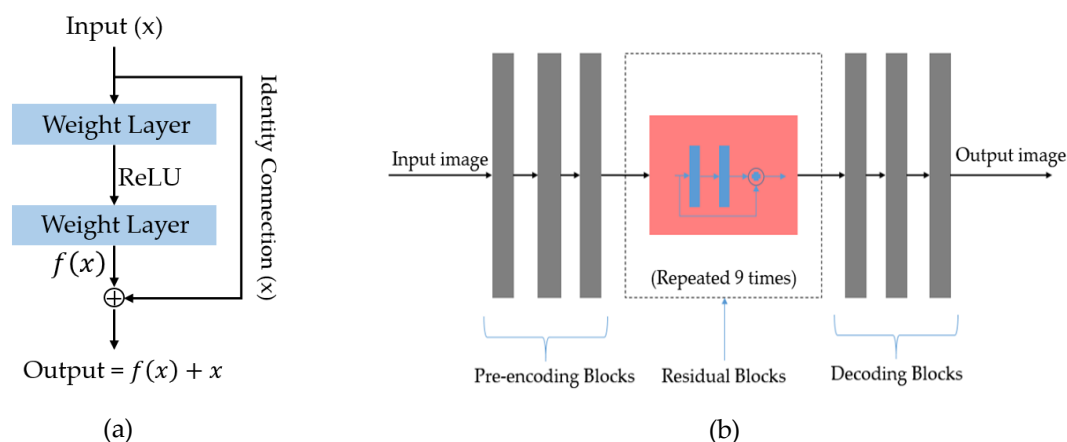 Input (x)
Weight Layer
ReLU
Weight Layer
f(x)
Identity Connection (x)
Output = f(x) + x
(a)
Input image
Output image
(Repeated 9 times)
Pre-encoding Blocks
Residual Blocks
Decoding Blocks
(b)